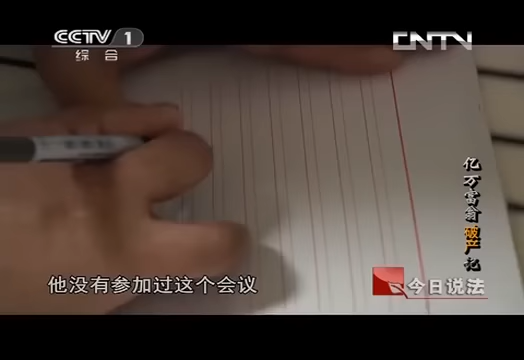 CCTV 1
综合
CNTV
亿万富翁破产记
他没有参加过这个会议
今日说法